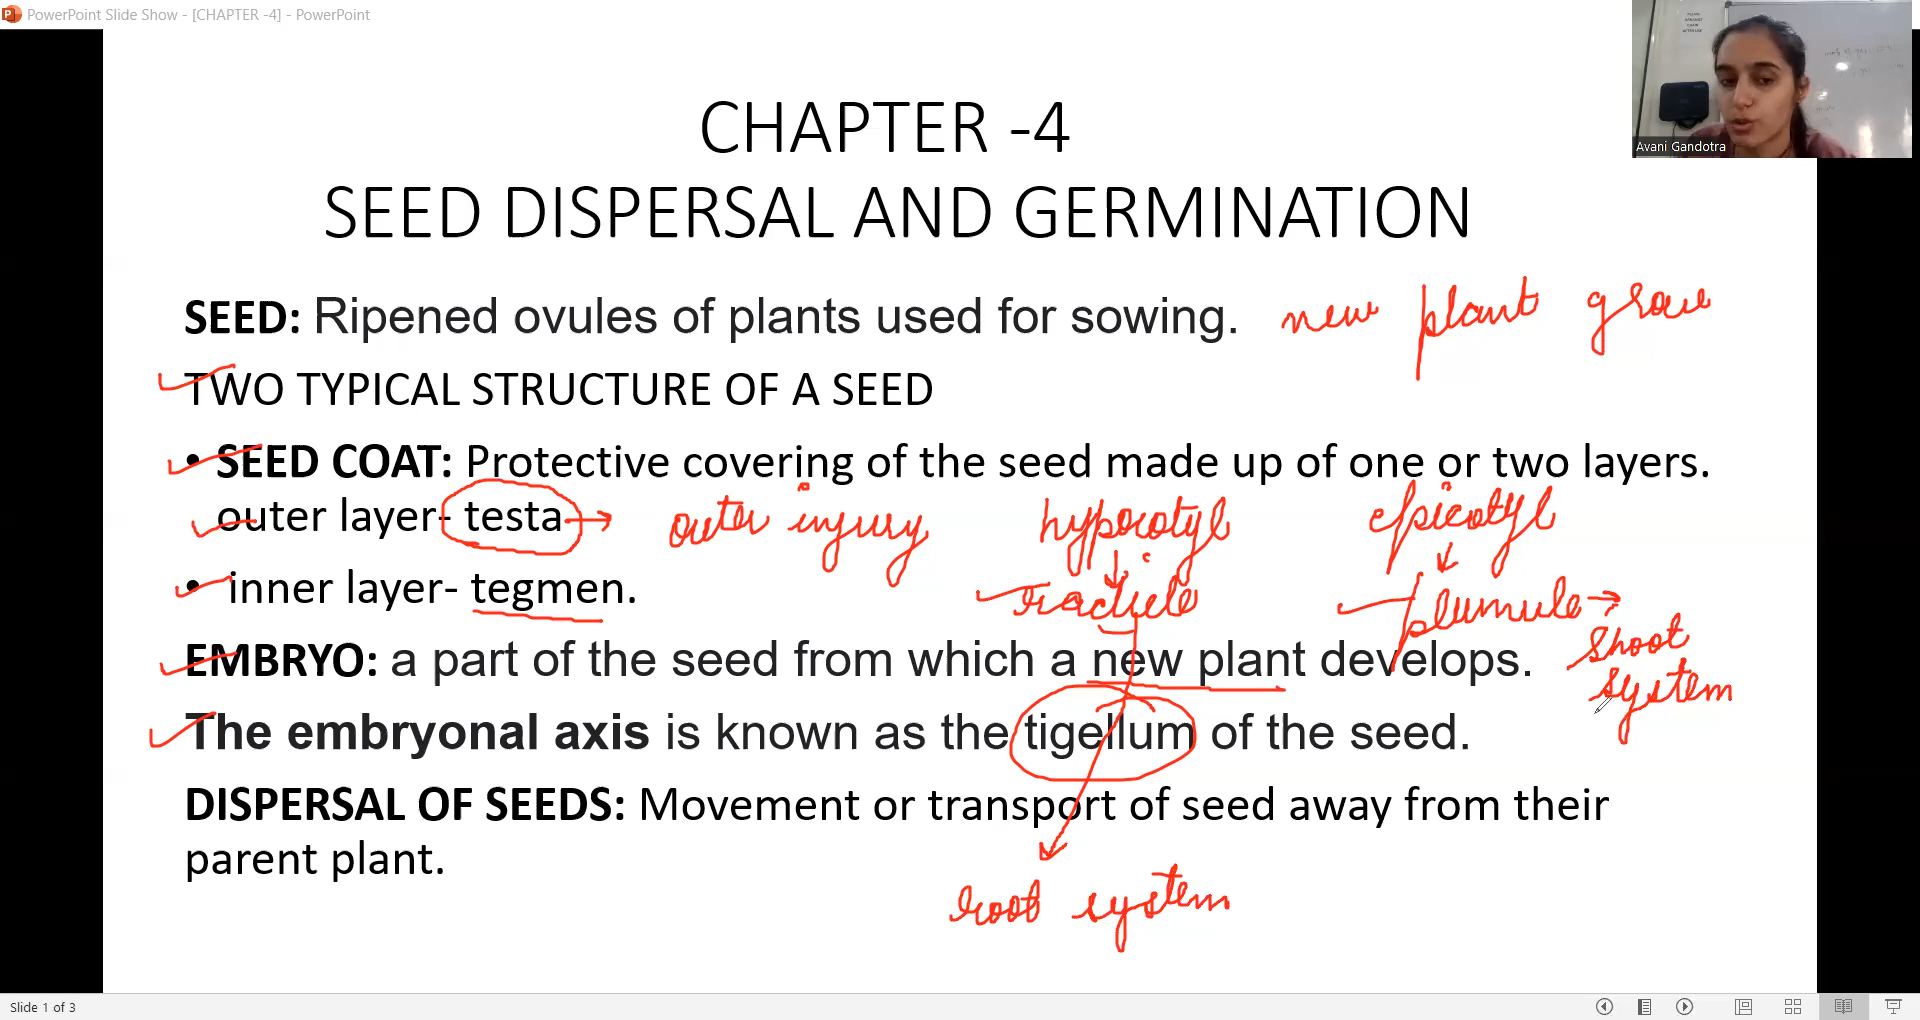 PowerPoint Slide Show - [CHAPTER -4] - PowerPoint
Avani Gandotra
CHAPTER -4
SEED DISPERSAL AND GERMINATION
SEED: Ripened ovules of plants used for sowing. new plant grow
TWO TYPICAL STRUCTURE OF A SEED
• SEED COAT: Protective covering of the seed made up of one or two layers.
outer layer- testa → outer injury hypocotyl epicotyl
• inner layer- tegmen. radicle plumule →
shoot
EMBRYO: a part of the seed from which a new plant develops.
system
The embryonal axis is known as the tigellum of the seed.
DISPERSAL OF SEEDS: Movement or transport of seed away from their
parent plant.
root system
Slide 1 of 3